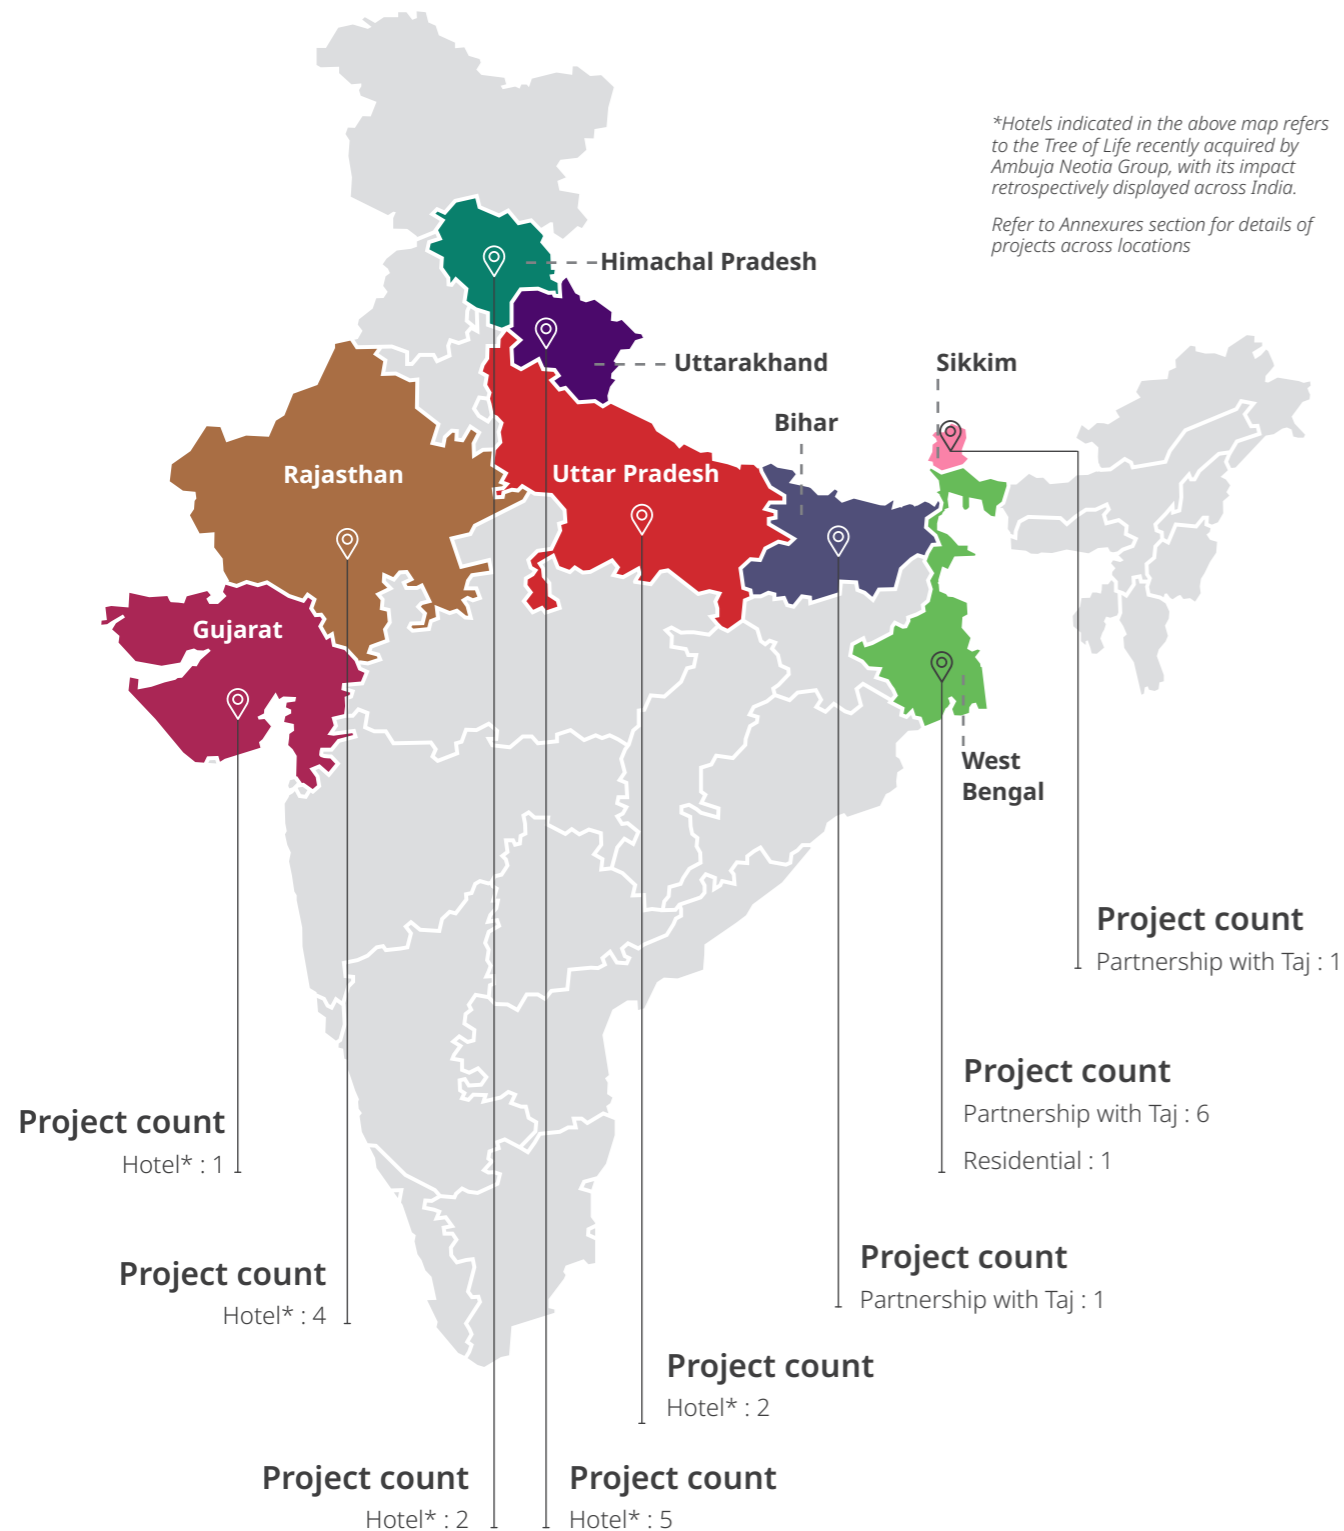 *Hotels indicated in the above map refers
to the Tree of Life recently acquired by
Ambuja Neotia Group, with its impact
retrospectively displayed across India.
Refer to Annexures section for details of
projects across locations
Himachal Pradesh
Uttarakhand
Sikkim
Bihar
Rajasthan
Uttar Pradesh
Gujarat
West
Bengal
Project count
Partnership with Taj : 1
Project count
Partnership with Taj : 6
Residential : 1
Project count
Hotel* : 1
Project count
Partnership with Taj : 1
Project count
Hotel* : 4
Project count
Hotel* : 2
Project count
Hotel* : 2
Project count
Hotel* : 5